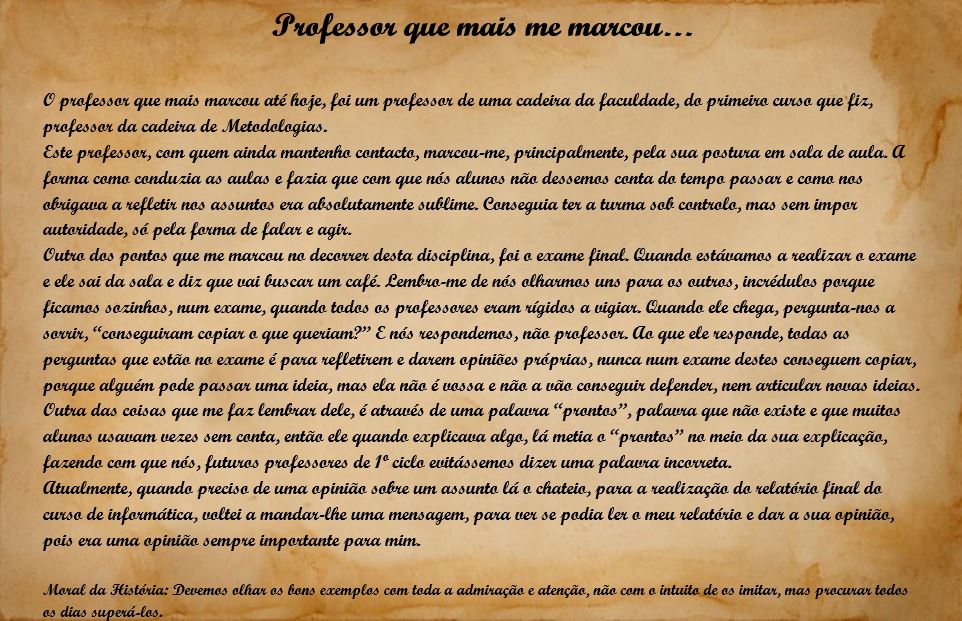 Professor que mais me marcou...
O professor que mais marcou até hoje, foi um professor de uma cadeira da faculdade, do primeiro curso que fiz,
professor da cadeira de Metodologias.
Este professor, com quem ainda mantenho contacto, marcou-me, principalmente, pela sua postura em sala de aula. A
forma como conduzia as aulas e fazia que com que nós alunos não dessemos conta do tempo passar e como nos
obrigava a refletir nos assuntos era absolutamente sublime. Conseguia ter a turma sob controlo, mas sem impor
autoridade, só pela forma de falar e agir.
Outro dos pontos que me marcou no decorrer desta disciplina, foi o exame final. Quando estávamos a realizar o exame
e ele sai da sala e diz que vai buscar um café. Lembro-me de nós olharmos uns para os outros, incrédulos porque
ficamos sozinhos, num exame, quando todos os professores eram rígidos a vigiar. Quando ele chega, pergunta-nos a
sorrir, “conseguiram copiar o que queriam?” E nós respondemos, não professor. Ao que ele responde, todas as
perguntas que estão no exame é para refletirem e darem opiniões próprias, nunca num exame destes conseguem copiar,
porque alguém pode passar uma ideia, mas ela não é vossa e não a vão conseguir defender, nem articular novas ideias.
Outra das coisas que me faz lembrar dele, é através de uma palavra “prontos”, palavra que não existe e que muitos
alunos usavam vezes sem conta, então ele quando explicava algo, lá metia o “prontos” no meio da sua explicação,
fazendo com que nós, futuros professores de 1º ciclo evitássemos dizer uma palavra incorreta.
Atualmente, quando preciso de uma opinião sobre um assunto lá o chateio, para a realização do relatório final do
curso de informática, voltei a mandar-lhe uma mensagem, para ver se podia ler o meu relatório e dar a sua opinião,
pois era uma opinião sempre importante para mim.
Moral da História: Devemos olhar os bons exemplos com toda a admiração e atenção, não com o intuito de os imitar, mas procurar todos
os dias superá-los.